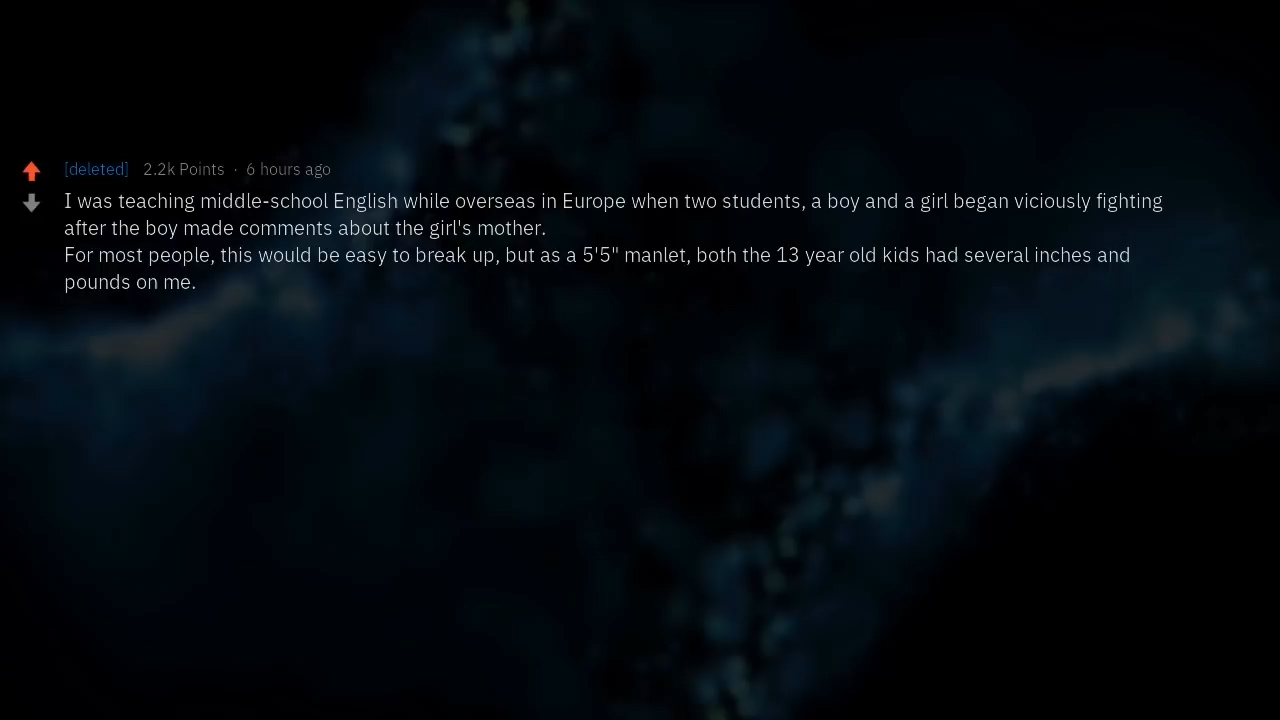 [deleted] 2.2k Points · 6 hours ago
I was teaching middle-school English while overseas in Europe when two students, a boy and a girl began viciously fighting
after the boy made comments about the girl's mother.
For most people, this would be easy to break up, but as a 5'5" manlet, both the 13 year old kids had several inches and
pounds on me.